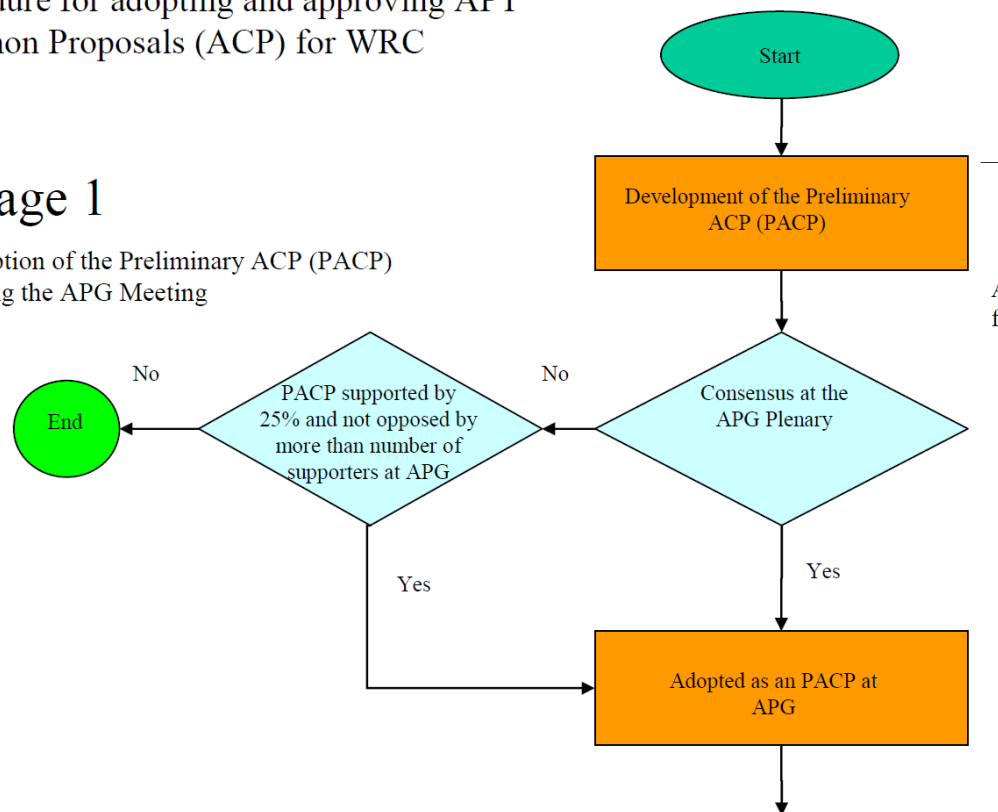 dure for adopting and approving APT
non Proposals (ACP) for WRC
Start
age 1
Development of the Preliminary
ACP (PACP)
ption of the Preliminary ACP (PACP)
g the APG Meeting
A
f
No
No
PACP supported by
25% and not opposed by
more than number of
supporters at APG
Consensus at the
APG Plenary
End
Yes
Yes
Adopted as an PACP at
APG